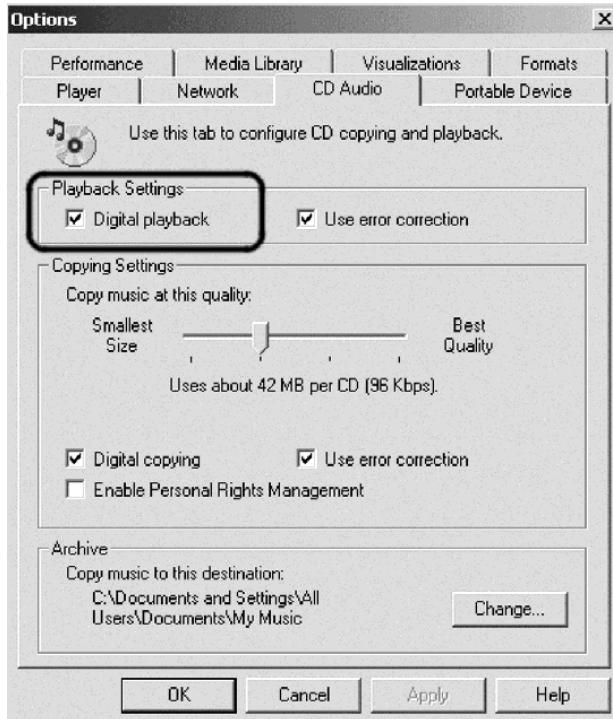 Options
Performance Media Library Visualizations Formats
Player Network CD Audio Portable Device
Use this tab to configure CD copying and playback.
Playback Settings
Digital playback Use error correction
Copying Settings
Copy music at this quality:
Smallest Size Best Quality
Uses about 42 MB per CD (96 Kbps).
Digital copying Use error correction
Enable Personal Rights Management
Archive
Copy music to this destination:
C:\Documents and Settings\All
Users\Documents\My Music
Change...
OK Cancel Apply Help